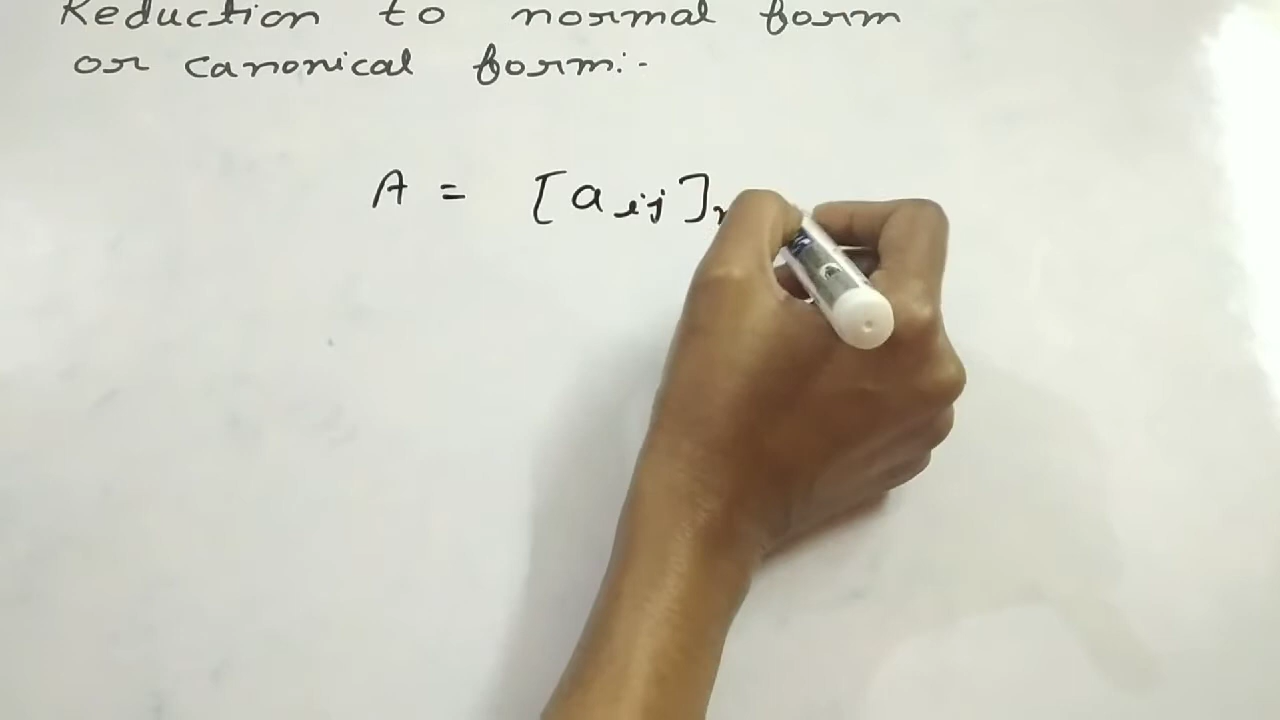 Reduction to normal form
or canonical form:-
A = [aij]